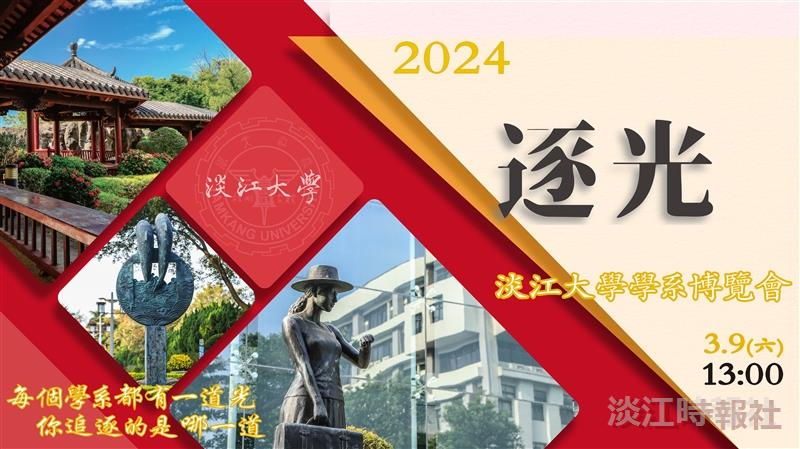 2024
逐光
淡江大學
TAMKANG UNIVERSITY
淡江大學學系博覽會
3.9(六)
13:00
每個學系都有一道光
你追逐的是哪一道
淡江時報社